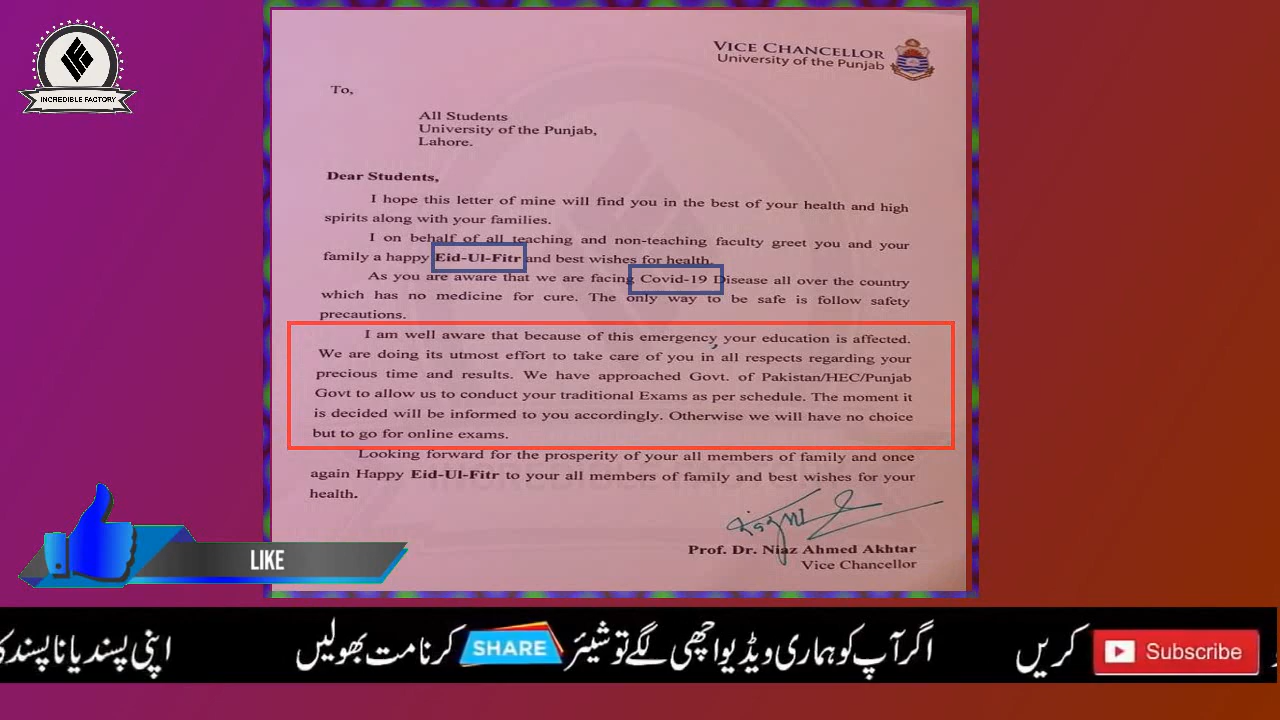 INCREDIBLE FACTORY
VICE CHANCELLOR
University of the Punjab
To,
All Students
University of the Punjab,
Lahore.
Dear Students,
I hope this letter of mine will find you in the best of your health and high
spirits along with your families.
I on behalf of all teaching and non-teaching faculty greet you and your
family a happy Eid-Ul-Fitr and best wishes for health.
As you are aware that we are facing Covid-19 Disease all over the country
which has no medicine for cure. The only way to be safe is follow safety
precautions.
I am well aware that because of this emergency, your education is affected.
We are doing its utmost effort to take care of you in all respects regarding your
precious time and results. We have approached Govt. of Pakistan/HEC/Punjab
Govt to allow us to conduct your traditional Exams as per schedule. The moment it
is decided will be informed to you accordingly. Otherwise we will have no choice
but to go for online exams.
Looking forward for the prosperity of your all members of family and once
again Happy Eid-Ul-Fitr to your all members of family and best wishes for your
health.
Prof. Dr. Niaz Ahmed Akhtar
Vice Chancellor
LIKE
Subscribe کریں اگر آپ کو ہماری ویڈیو اچھی لگے تو شیئر SHARE کرنا مت بھولیں اپنی پسند یا ناپسند کا